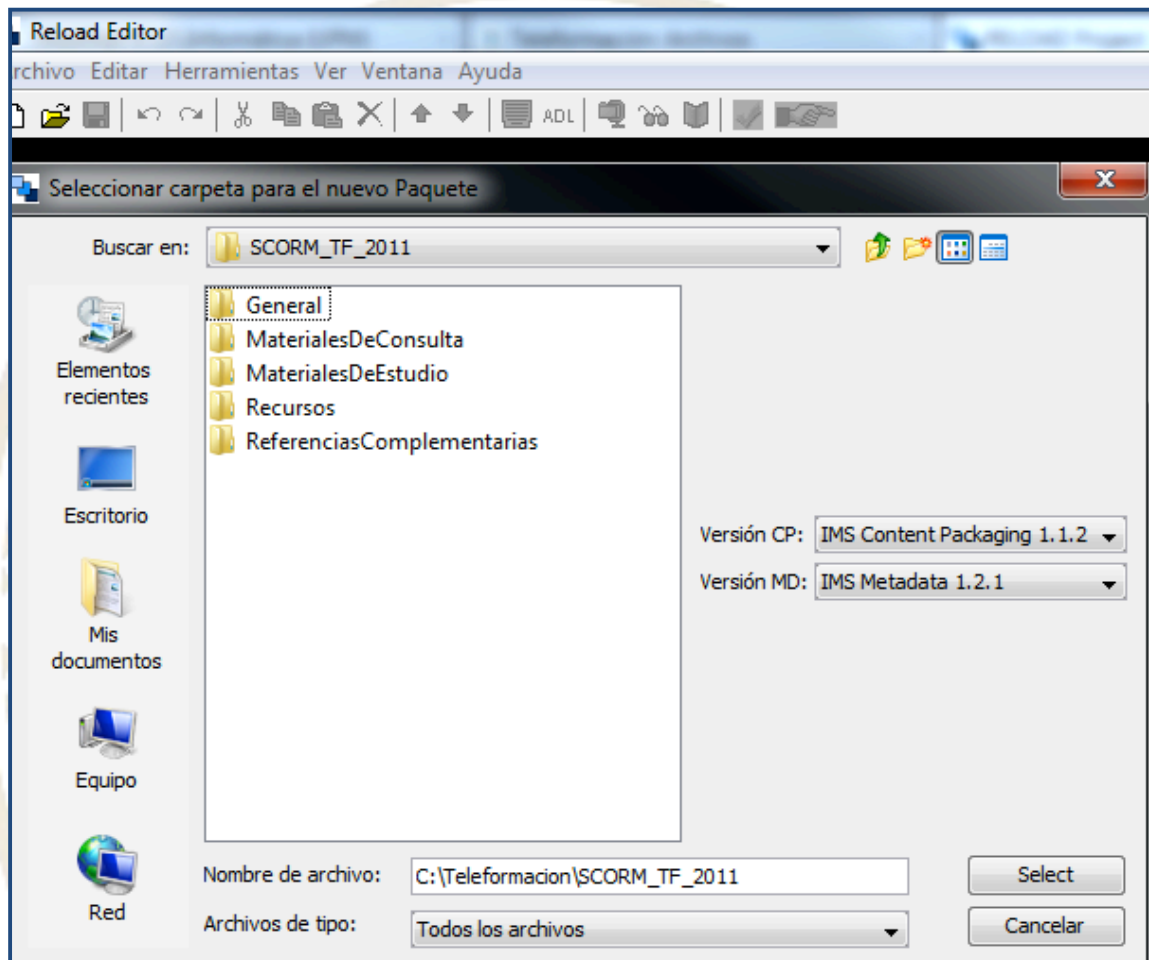 Reload Editor
rchivo Editar Herramientas Ver Ventana Ayuda
ADL
Seleccionar carpeta para el nuevo Paquete
Buscar en: SCORM_TF_2011
General
MaterialesDeConsulta
MaterialesDeEstudio
Recursos
ReferenciasComplementarias
Elementos
recientes
Escritorio
Mis
documentos
Equipo
Red
Versión CP: IMS Content Packaging 1.1.2
Versión MD: IMS Metadata 1.2.1
Nombre de archivo: C:\Teleformacion\SCORM_TF_2011 Select
Archivos de tipo: Todos los archivos Cancelar